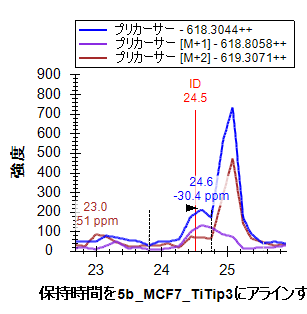 プリカーサー - 618.3044++
プリカーサー [M+1] - 618.8058++
プリカーサー [M+2] - 619.3071++
ID
24.5
900
800
700
600
500
400
300
200
100
0
強度
24.6
-30.4 ppm
23.0
51 ppm
23
24
25
保持時間を5b_MCF7_TiTip3にアラインす